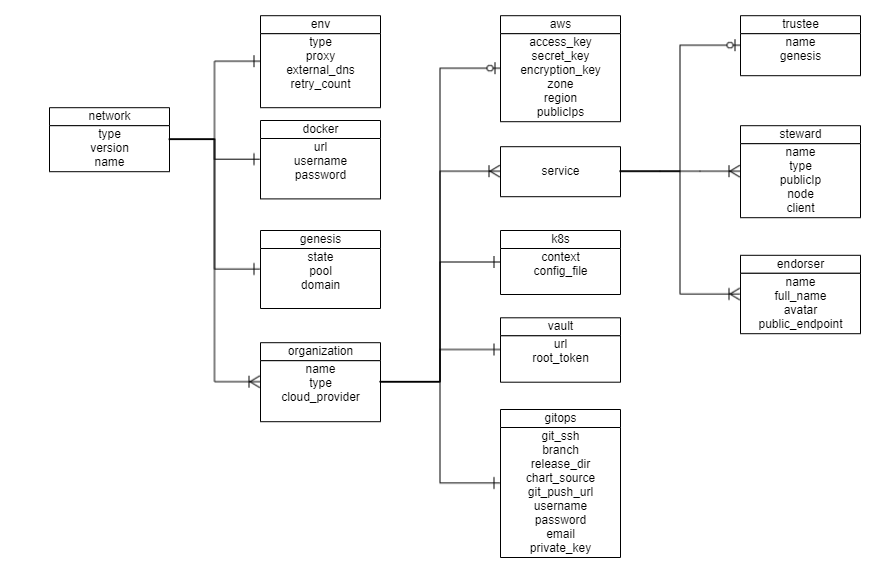 network
type
version
name
env
type
proxy
external_dns
retry_count
docker
url
username
password
genesis
state
pool
domain
organization
name
type
cloud_provider
aws
access_key
secret_key
encryption_key
zone
region
publicIps
service
k8s
context
config_file
vault
url
root_token
gitops
git_ssh
branch
release_dir
chart_source
git_push_url
username
password
email
private_key
trustee
name
genesis
steward
name
type
publicIp
node
client
endorser
name
full_name
avatar
public_endpoint